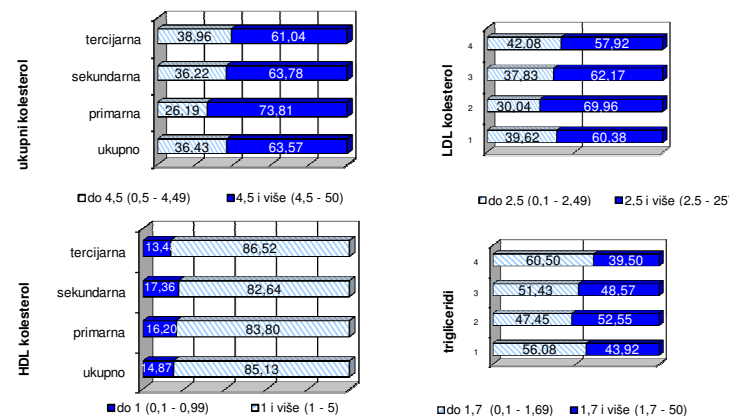 ukupni kolesterol
tercijarna 38,96 61,04
sekundarna 36,22 63,78
primarna 26,19 73,81
ukupno 36,43 63,57
do 4,5 (0,5 - 4,49) 4,5 i više (4,5 - 50)
LDL kolesterol
4 42,08 57,92
3 37,83 62,17
2 30,04 69,96
1 39,62 60,38
do 2,5 (0,1 - 2,49) 2,5 i više (2,5 - 25
HDL kolesterol
tercijarna 13,48 86,52
sekundarna 17,36 82,64
primarna 16,20 83,80
ukupno 14,87 85,13
do 1 (0,1 - 0,99) 1 i više (1 - 5)
trigliceridi
4 60,50 39,50
3 51,43 48,57
2 47,45 52,55
1 56,08 43,92
do 1,7 (0,1 - 1,69) 1,7 i više (1,7 - 50)